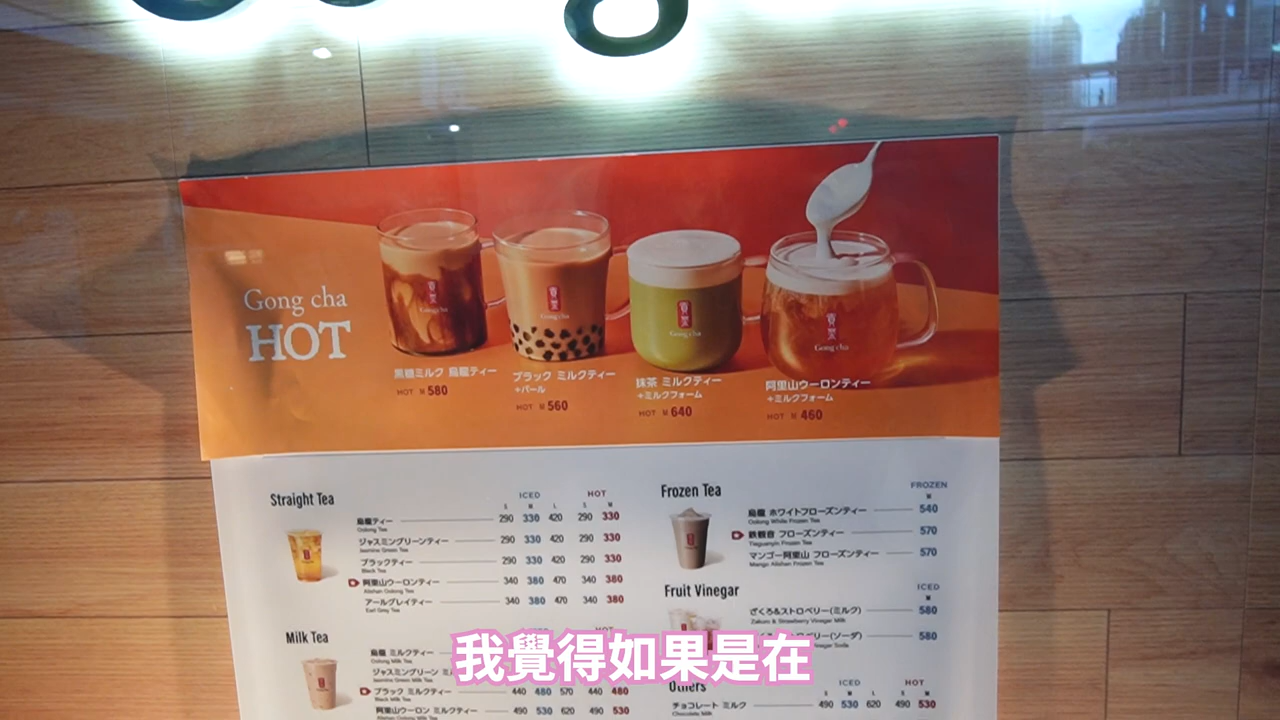 Gong cha
HOT
黒糖ミルク 烏龍ティー
HOT M 580
ブラック ミルクティー
+パール
HOT M 560
抹茶 ミルクティー
+ミルクフォーム
HOT M 640
阿里山ウーロンティー
+ミルクフォーム
HOT M 460
Straight Tea
ICED HOT
S M L S M
烏龍ティー 290 330 420 290 330
Oolong Tea
ジャスミングリーンティー 290 330 420 290 330
Jasmine Green Tea
ブラックティー 290 330 420 290 330
Black Tea
阿里山ウーロンティー 340 380 470 340 380
Alishan Oolong Tea
アールグレイティー 340 380 470 340 380
Earl Grey Tea
Milk Tea
烏龍 ミルクティー
Oolong Milk Tea
ジャスミングリーン
Jasmine Green Milk Tea
ブラック ミルクティー 440 480 570 440 480
Black Milk Tea
阿里山ウーロン ミルクティー 490 530 620 490 530
Frozen Tea
FROZEN
M
烏龍 ホワイトフローズンティー 540
Oolong White Frozen Tea
鉄観音 フローズンティー 570
Tieguanyin Frozen Tea
マンゴー阿里山 フローズンティー 570
Mango Alishan Frozen Tea
Fruit Vinegar
ICED
M
ざくろ&ストロベリー(ミルク) 580
Zakuro & Strawberry Vinegar Milk
ベリー(ソーダ) 580
Vinegar Soda
Others
ICED HOT
S M L S M
チョコレート ミルク 490 530 620 490 530
Chocolate Milk
我覺得如果是在